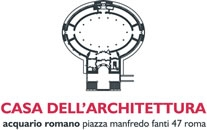 CASA DELL'ARCHITETTURA
acquario romano piazza manfredo fanti 47 roma